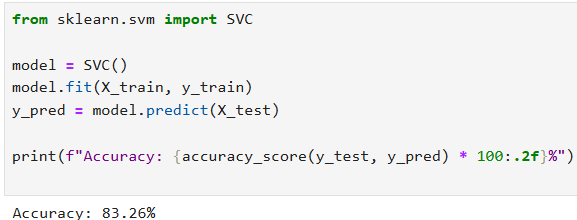 from sklearn.svm import SVC
model = SVC()
model.fit(X_train, y_train)
y_pred = model.predict(X_test)
print(f"Accuracy: {accuracy_score(y_test, y_pred) * 100:.2f}%")
Accuracy: 83.26%